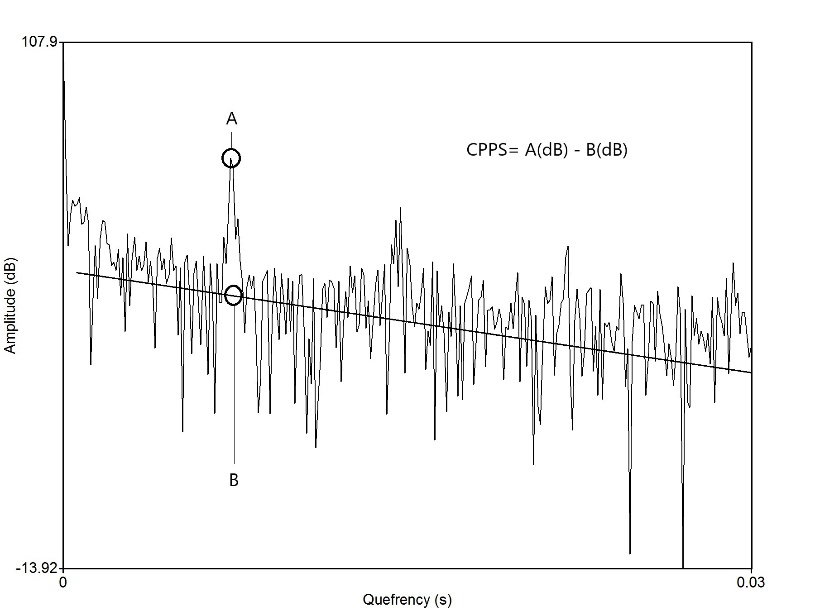 107.9
A
CPPS= A(dB) - B(dB)
Amplitude (dB)
B
-13.92
0
0.03
Quefrency (s)